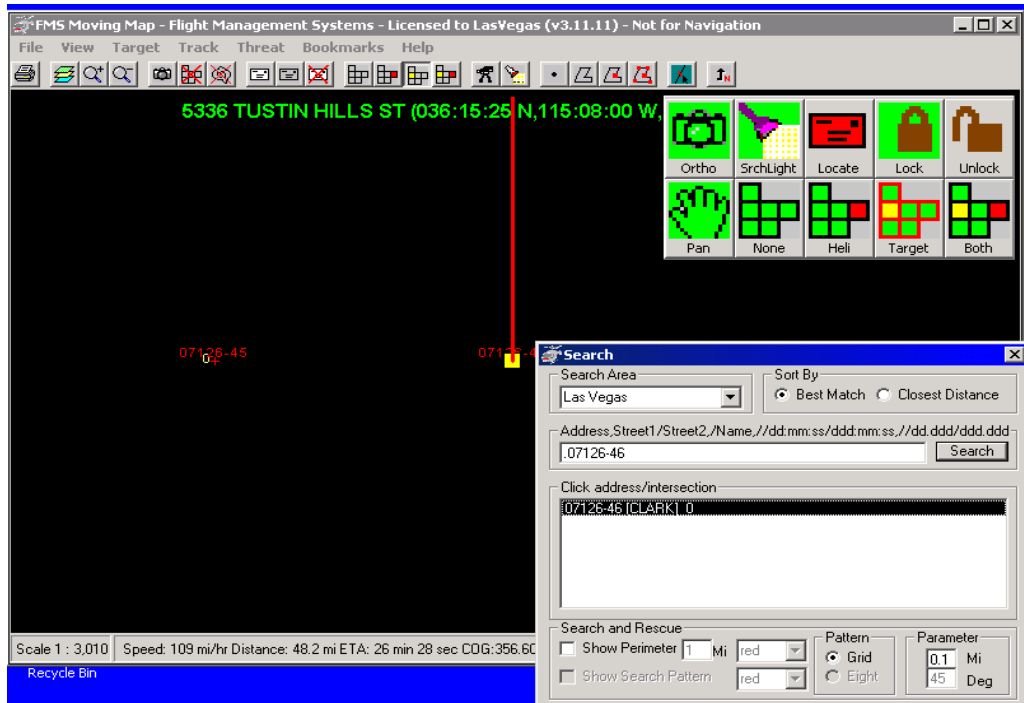 FMS Moving Map - Flight Management Systems - Licensed to LasVegas (v3.11.11) - Not for Navigation
File View Target Track Threat Bookmarks Help
5336 TUSTIN HILLS ST (036:15:25 N,115:08:00 W,
Ortho SrchLight Locate Lock Unlock
Pan None Heli Target Both
07126-45
Search
Search Area
Sort By
Las Vegas
Best Match Closest Distance
Address,Street1/Street2,/Name,//dd:mm:ss/ddd:mm:ss,//dd.ddd/ddd.ddd
.07126-46 Search
Click address/intersection
07126-46 [CLARK] 0
Search and Rescue
Show Perimeter 1 Mi red
Show Search Pattern red
Pattern
Grid
Eight
Parameter
0.1 Mi
45 Deg
Scale 1 : 3,010 Speed: 109 mi/hr Distance: 48.2 mi ETA: 26 min 28 sec COG:356.60
Recycle Bin